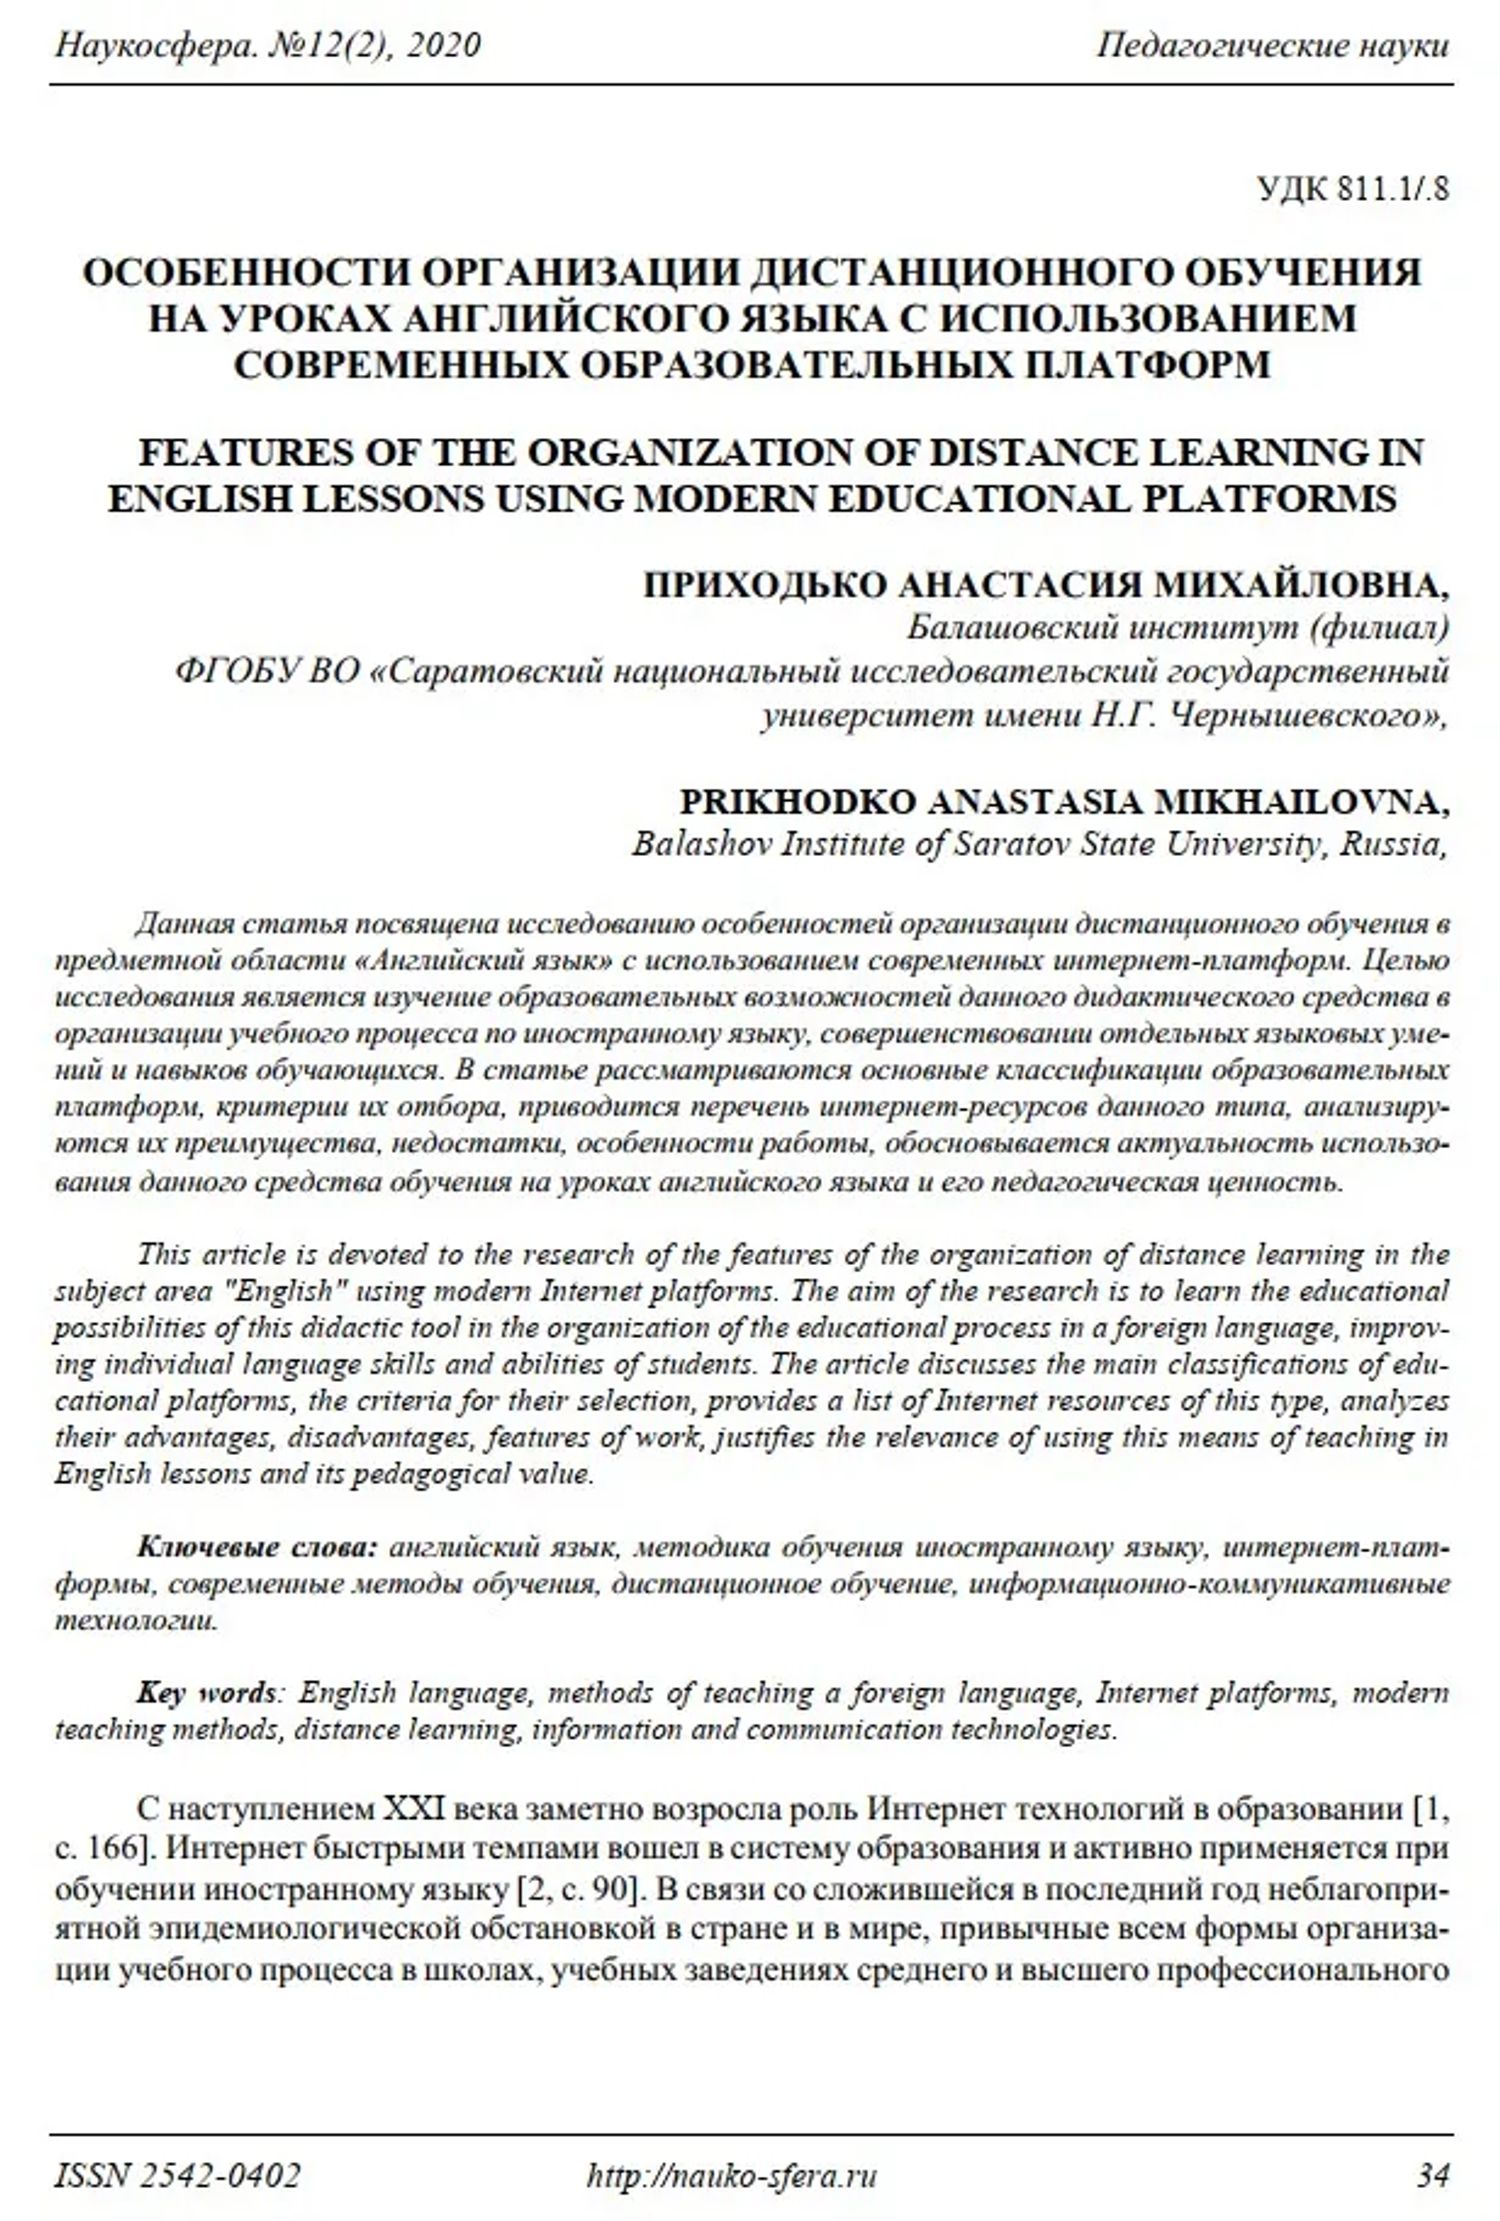 Наукосфера. №12(2), 2020 Педагогические науки
УДК 811.1/.8
ОСОБЕННОСТИ ОРГАНИЗАЦИИ ДИСТАНЦИОННОГО ОБУЧЕНИЯ
НА УРОКАХ АНГЛИЙСКОГО ЯЗЫКА С ИСПОЛЬЗОВАНИЕМ
СОВРЕМЕННЫХ ОБРАЗОВАТЕЛЬНЫХ ПЛАТФОРМ
FEATURES OF THE ORGANIZATION OF DISTANCE LEARNING IN
ENGLISH LESSONS USING MODERN EDUCATIONAL PLATFORMS
ПРИХОДЬКО АНАСТАСИЯ МИХАЙЛОВНА,
Балашовский институт (филиал)
ФГОБУ ВО «Саратовский национальный исследовательский государственный
университет имени Н.Г. Чернышевского»,
PRIKHODKO ANASTASIA MIKHAILOVNA,
Balashov Institute of Saratov State University, Russia,
Данная статья посвящена исследованию особенностей организации дистанционного обучения в
предметной области «Английский язык» с использованием современных интернет-платформ. Целью
исследования является изучение образовательных возможностей данного дидактического средства в
организации учебного процесса по иностранному языку, совершенствовании отдельных языковых уме-
ний и навыков обучающихся. В статье рассматриваются основные классификации образовательных
платформ, критерии их отбора, приводится перечень интернет-ресурсов данного типа, анализиру-
ются их преимущества, недостатки, особенности работы, обосновывается актуальность использо-
вания данного средства обучения на уроках английского языка и его педагогическая ценность.
This article is devoted to the research of the features of the organization of distance learning in the
subject area "English" using modern Internet platforms. The aim of the research is to learn the educational
possibilities of this didactic tool in the organization of the educational process in a foreign language, improv-
ing individual language skills and abilities of students. The article discusses the main classifications of edu-
cational platforms, the criteria for their selection, provides a list of Internet resources of this type, analyzes
their advantages, disadvantages, features of work, justifies the relevance of using this means of teaching in
English lessons and its pedagogical value.
Ключевые слова: английский язык, методика обучения иностранному языку, интернет-плат-
формы, современные методы обучения, дистанционное обучение, информационно-коммуникативные
технологии.
Key words: English language, methods of teaching a foreign language, Internet platforms, modern
teaching methods, distance learning, information and communication technologies.
С наступлением XXI века заметно возросла роль Интернет технологий в образовании [1,
с. 166]. Интернет быстрыми темпами вошел в систему образования и активно применяется при
обучении иностранному языку [2, с. 90]. В связи со сложившейся в последний год неблагопри-
ятной эпидемиологической обстановкой в стране и в мире, привычные всем формы организа-
ции учебного процесса в школах, учебных заведениях среднего и высшего профессионального
ISSN 2542-0402 http://nauko-sfera.ru 34